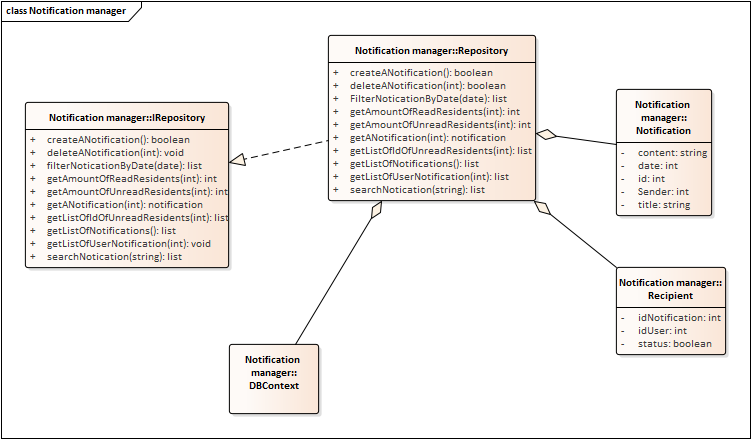 class Notification manager
Notification manager::Repository
+ createANotification(): boolean
+ deleteANotification(int): boolean
+ FilterNoticationByDate(date): list
+ getAmountOfReadResidents(int): int
+ getAmountOfUnreadResidents(int): int
+ getANotification(int): notification
+ getListOfIdOfUnreadResidents(int): list
+ getListOfNotifications(): list
+ getListOfUserNotification(int): list
+ searchNotication(string): list
Notification manager::IRepository
+ createANotification(): boolean
+ deleteANotification(int): void
+ filterNoticationByDate(date): list
+ getAmountOfReadResidents(int): int
+ getAmountOfUnreadResidents(int): int
+ getANotification(int): notification
+ getListOfIdOfUnreadResidents(int): list
+ getListOfNotifications(): list
+ getListOfUserNotification(int): void
+ searchNotication(string): list
Notification
manager::
Notification
- content: string
- date: int
- id: int
- Sender: int
- title: string
Notification manager::
Recipient
- idNotification: int
- idUser: int
- status: boolean
Notification
manager::
DBContext